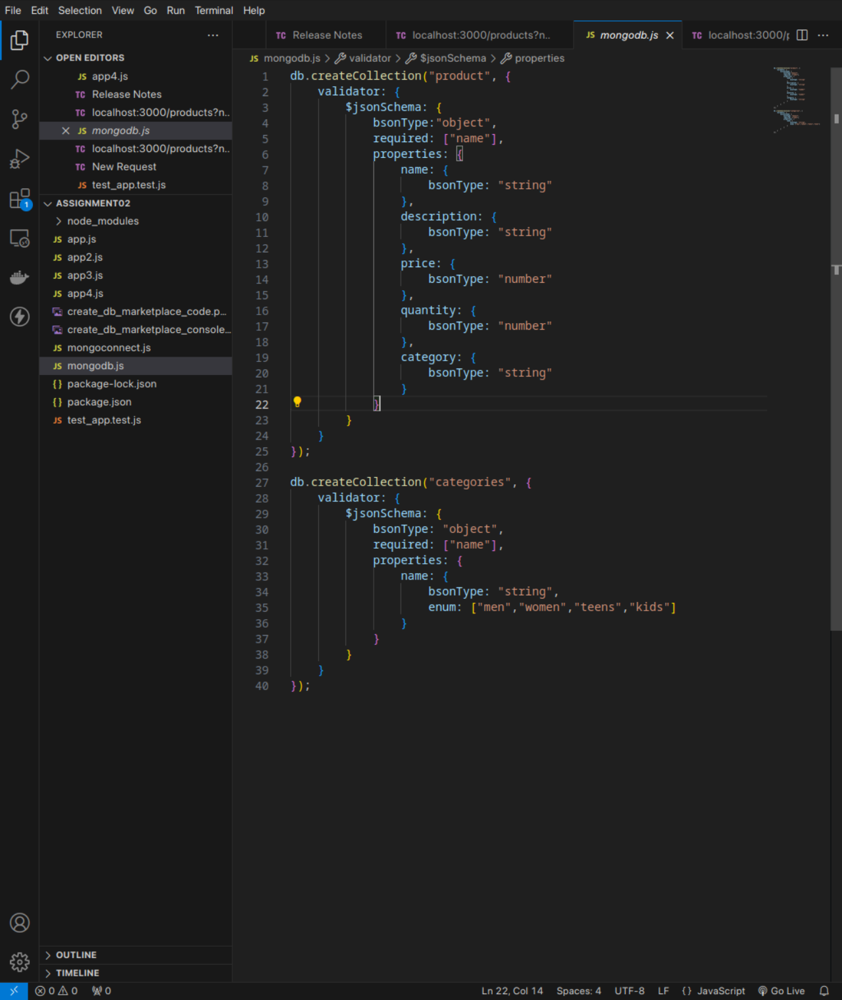 File Edit Selection View Go Run Terminal Help
EXPLORER ···
OPEN EDITORS
JS app4.js
TC Release Notes
TC localhost:3000/products?n..
JS mongodb.js
TC localhost:3000/products?n..
TC New Request
JS test_app.test.js
ASSIGNMENT02
node_modules
JS app.js
JS app2.js
JS app3.js
JS app4.js
create_db_marketplace_code.p...
create_db_marketplace_console...
JS mongoconnect.js
JS mongodb.js
{} package-lock.json
{} package.json
JS test_app.test.js
OUTLINE
TIMELINE
1
TC Release Notes TC localhost:3000/products?n.. JS mongodb.js TC localhost:3000/p ···
JS mongodb.js > validator > $jsonSchema > properties
1 db.createCollection("product", {
2     validator: {
3         $jsonSchema: {
4             bsonType:"object",
5             required: ["name"],
6             properties: {
7                 name: {
8                     bsonType: "string"
9                 },
10                 description: {
11                     bsonType: "string"
12                 },
13                 price: {
14                     bsonType: "number"
15                 },
16                 quantity: {
17                     bsonType: "number"
18                 },
19                 category: {
20                     bsonType: "string"
21                 }
22             }
23         }
24     }
25 });
26
27 db.createCollection("categories", {
28     validator: {
29         $jsonSchema: {
30             bsonType: "object",
31             required: ["name"],
32             properties: {
33                 name: {
34                     bsonType: "string",
35                     enum: ["men","women","teens","kids"]
36                 }
37             }
38         }
39     }
40 });
0 0 0 Ln 22, Col 14 Spaces: 4 UTF-8 LF {} JavaScript Go Live